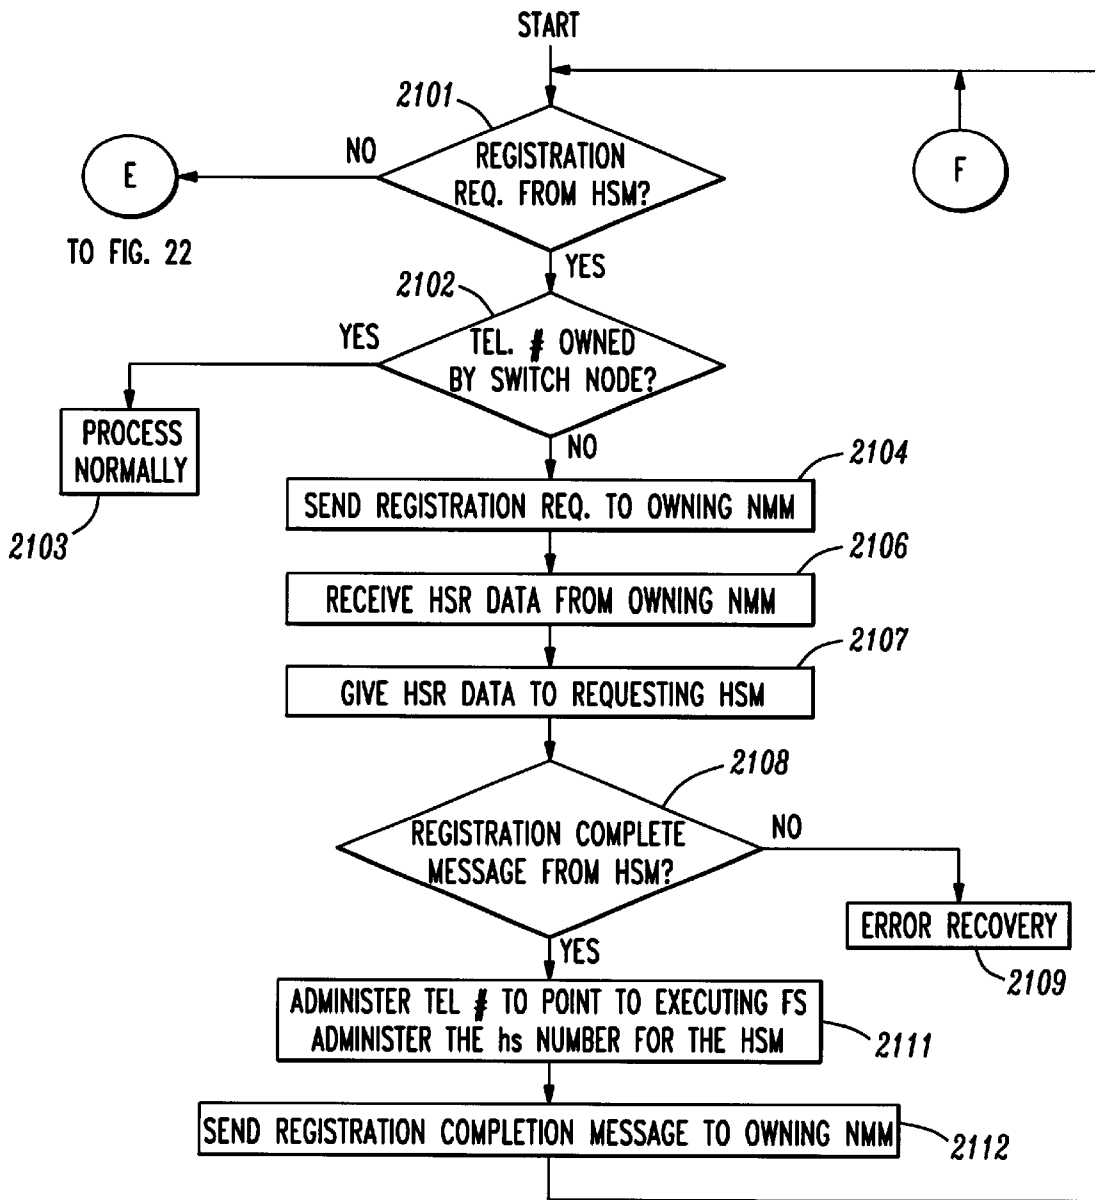 START
2101
NO
REGISTRATION
REQ. FROM HSM?
E
F
TO FIG. 22
YES
2102
YES
TEL. # OWNED
BY SWITCH NODE?
PROCESS
NORMALLY
NO
2103
2104
SEND REGISTRATION REQ. TO OWNING NMM
2106
RECEIVE HSR DATA FROM OWNING NMM
2107
GIVE HSR DATA TO REQUESTING HSM
2108
REGISTRATION COMPLETE
MESSAGE FROM HSM?
NO
ERROR RECOVERY
2109
YES
ADMINISTER TEL # TO POINT TO EXECUTING FS
ADMINISTER THE hs NUMBER FOR THE HSM
2111
SEND REGISTRATION COMPLETION MESSAGE TO OWNING NMM
2112